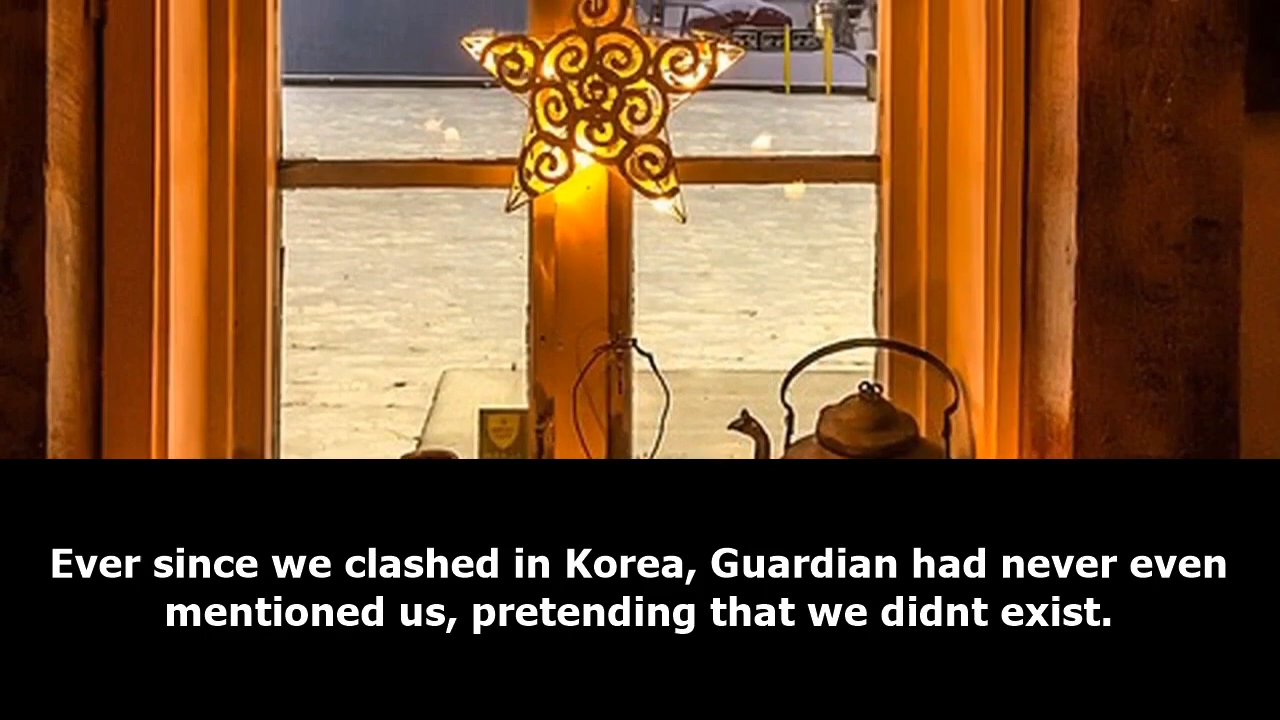 Ever since we clashed in Korea, Guardian had never even
mentioned us, pretending that we didnt exist.